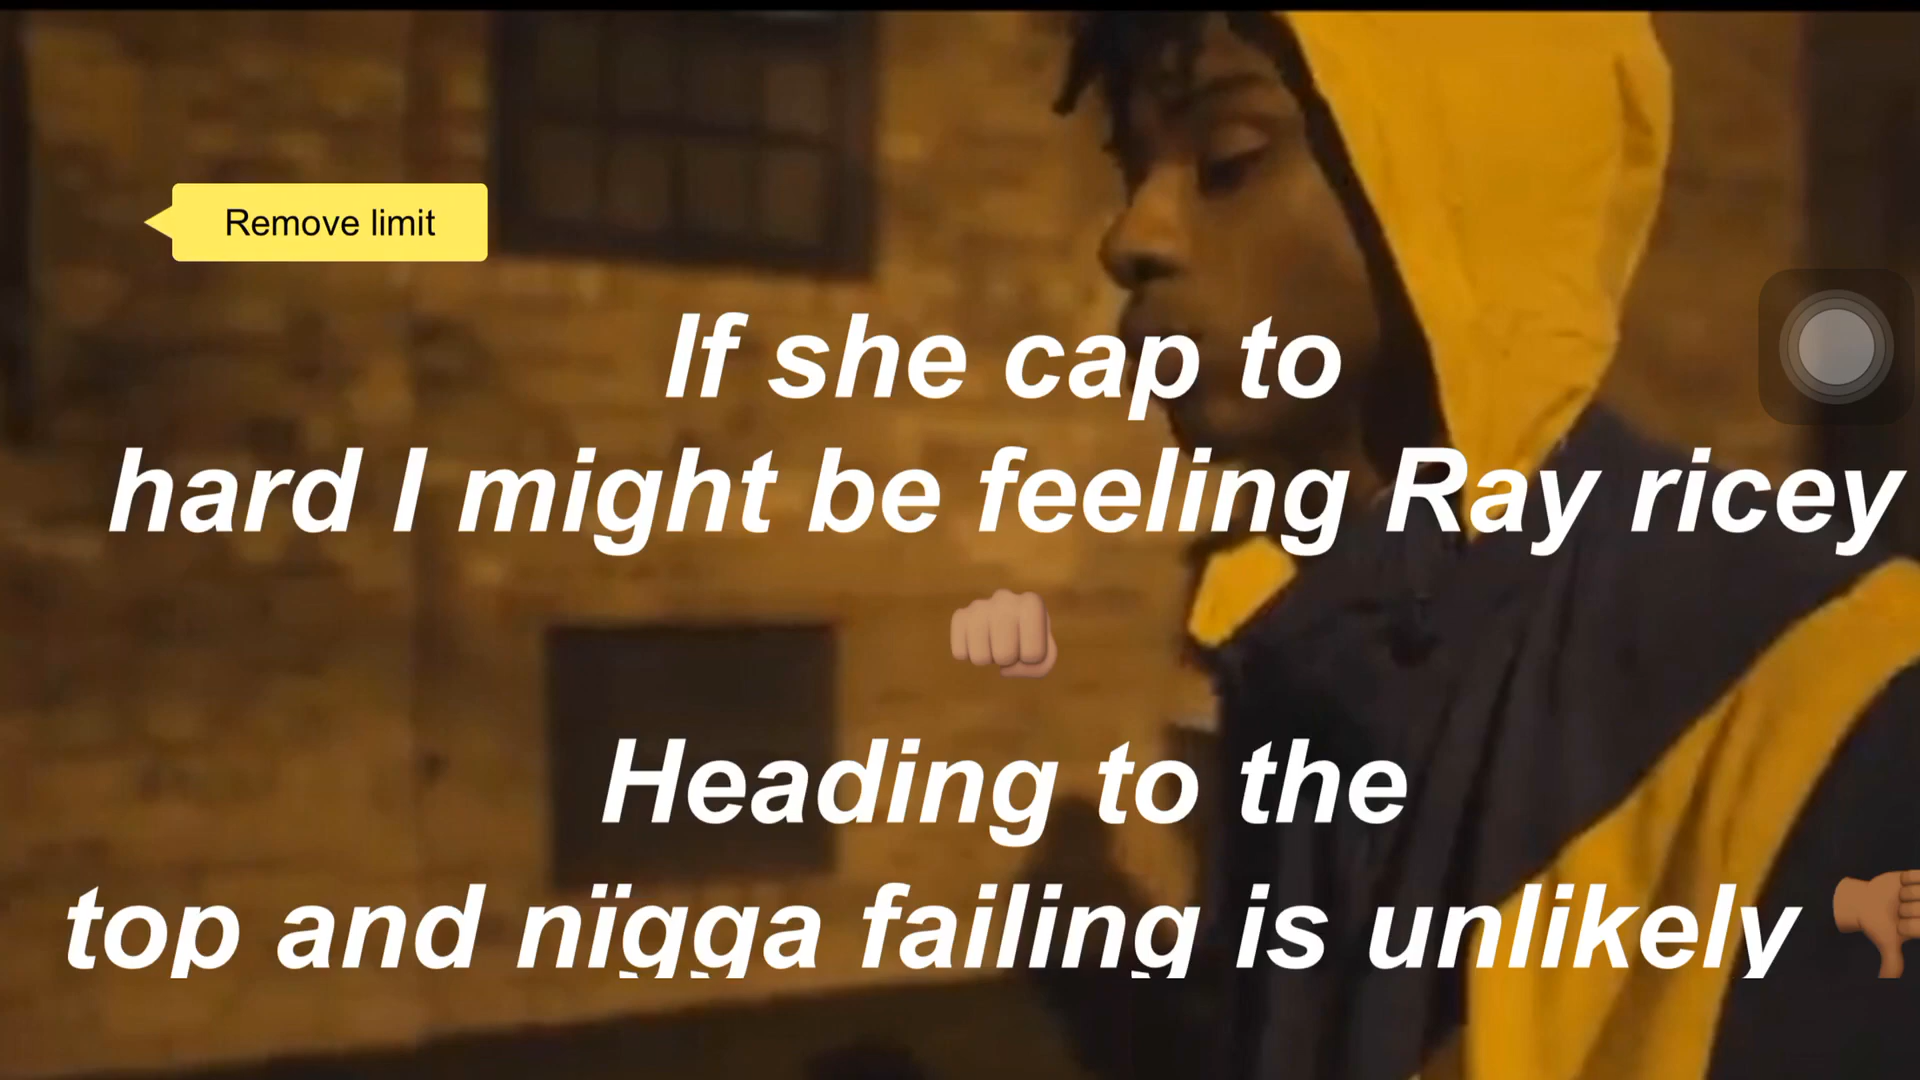 Remove limit
If she cap to
hard I might be feeling Ray ricey
👊🏽
Heading to the
top and nïgga failing is unlikely 👎🏾